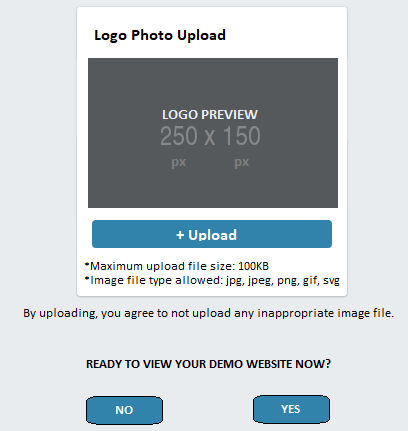 Logo Photo Upload
LOGO PREVIEW
250 x 150
px px
+ Upload
*Maximum upload file size: 100KB
*Image file type allowed: jpg, jpeg, png, gif, svg
By uploading, you agree to not upload any inappropriate image file.
READY TO VIEW YOUR DEMO WEBSITE NOW?
NO YES